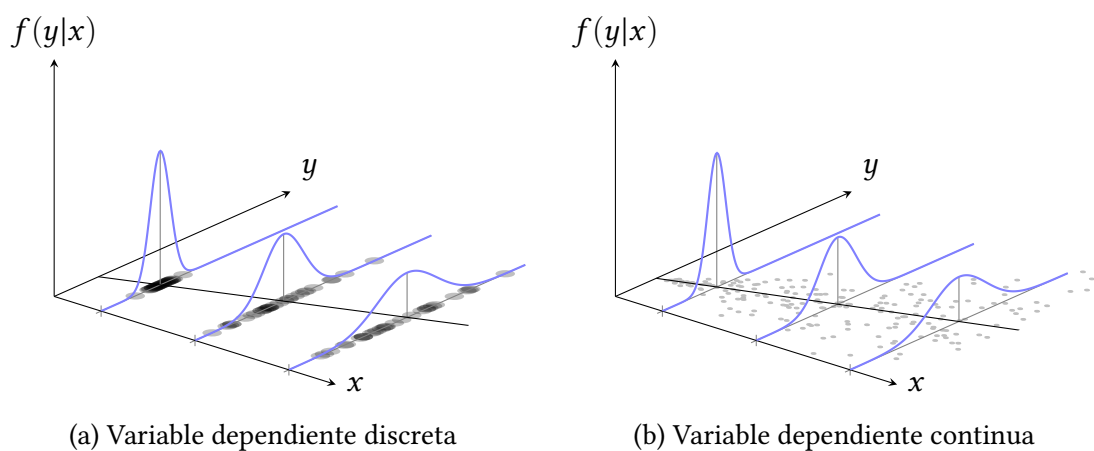 f(y|x)
y
x
(a) Variable dependiente discreta
f(y|x)
y
x
(b) Variable dependiente continua